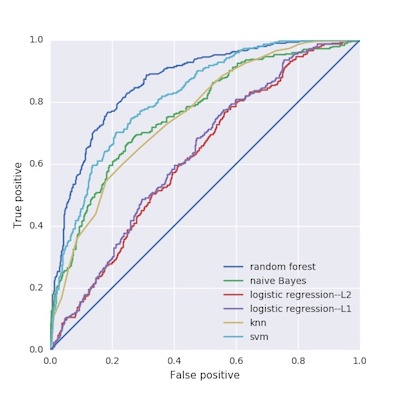 1.0
0.8
0.6
0.4
0.2
0.0
True positive
random forest
naive Bayes
logistic regression--L2
logistic regression--L1
knn
svm
0.0 0.2 0.4 0.6 0.8 1.0
False positive